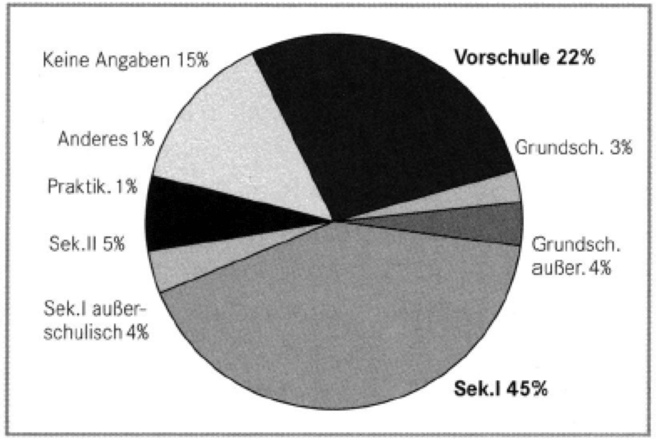 Keine Angaben 15%
Vorschule 22%
Anderes 1%
Grundsch. 3%
Praktik. 1%
Sek.II 5%
Grundsch.
außer. 4%
Sek.I außer-
schulisch 4%
Sek.I 45%